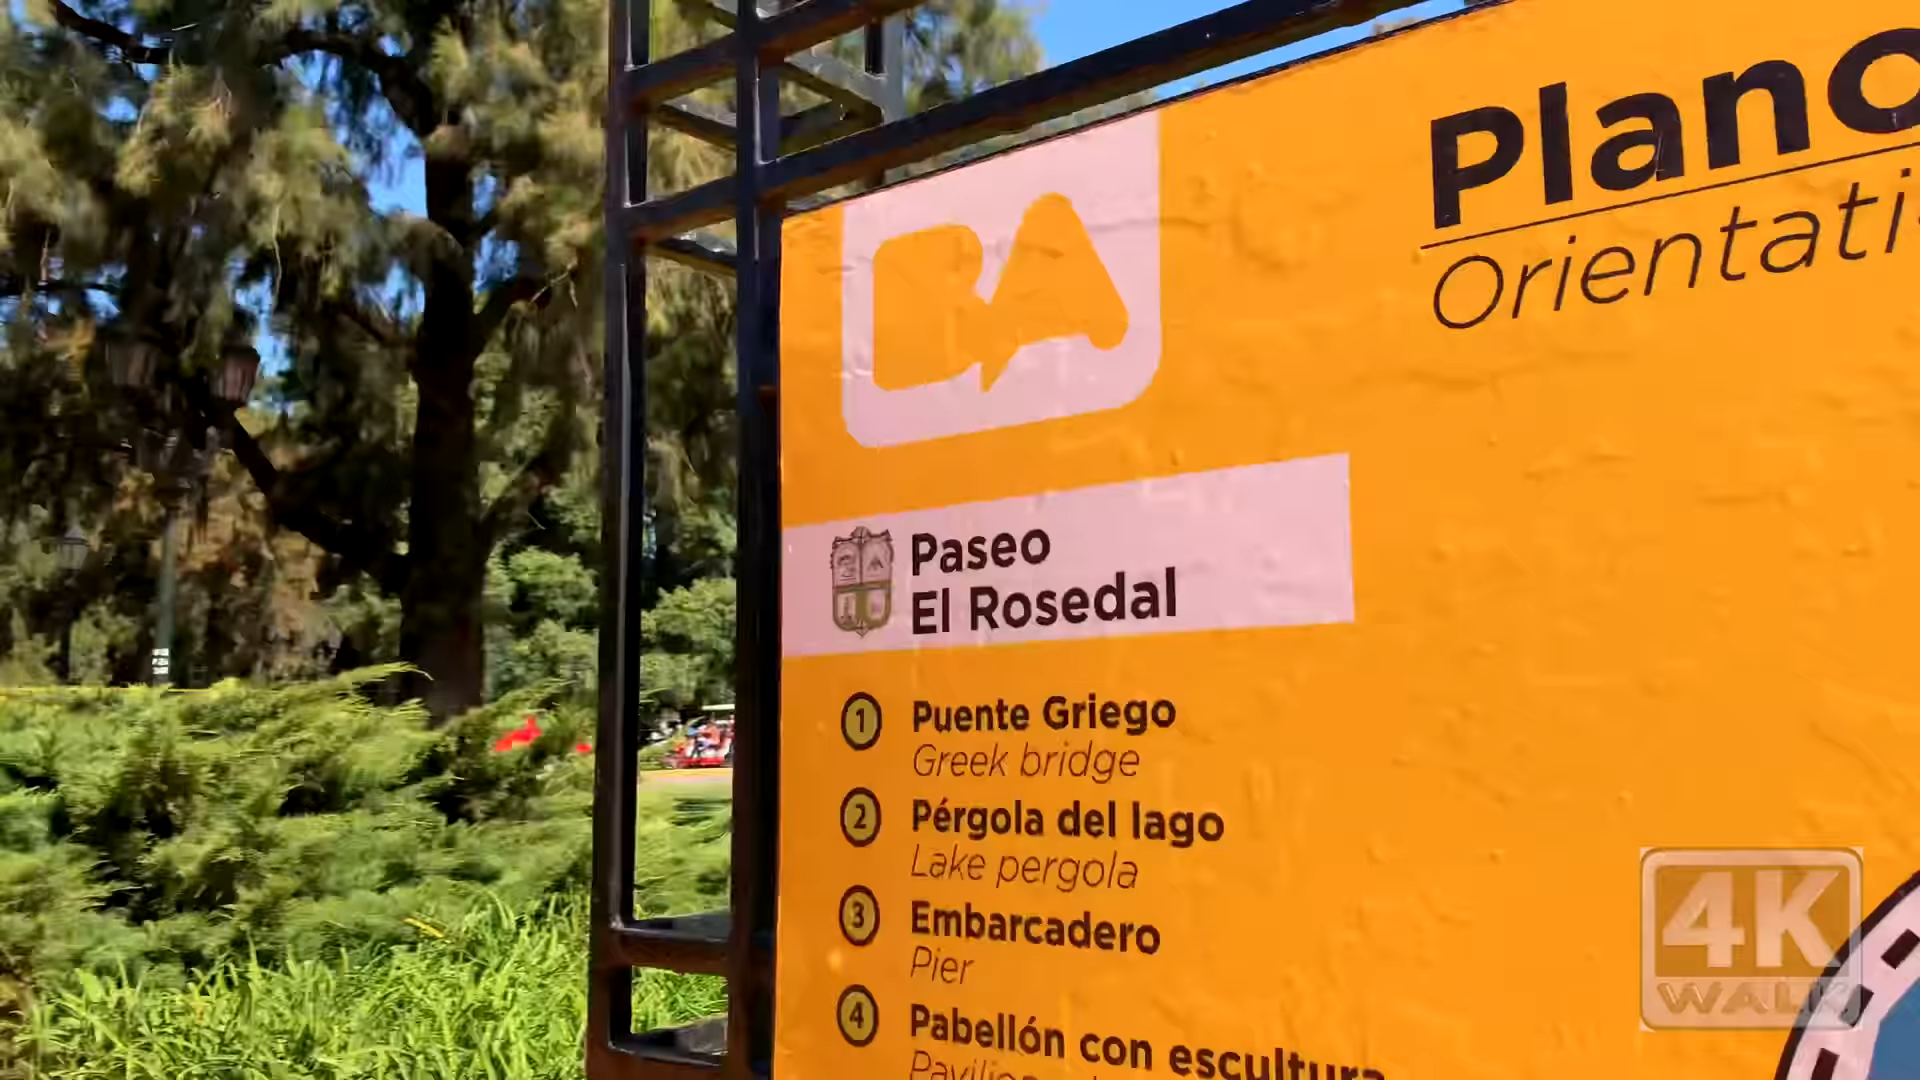 BA
Plano
Orientati
Paseo
El Rosedal
1 Puente Griego
Greek bridge
2 Pérgola del lago
Lake pergola
3 Embarcadero
Pier
4 Pabellón con escultura
4K
WALK